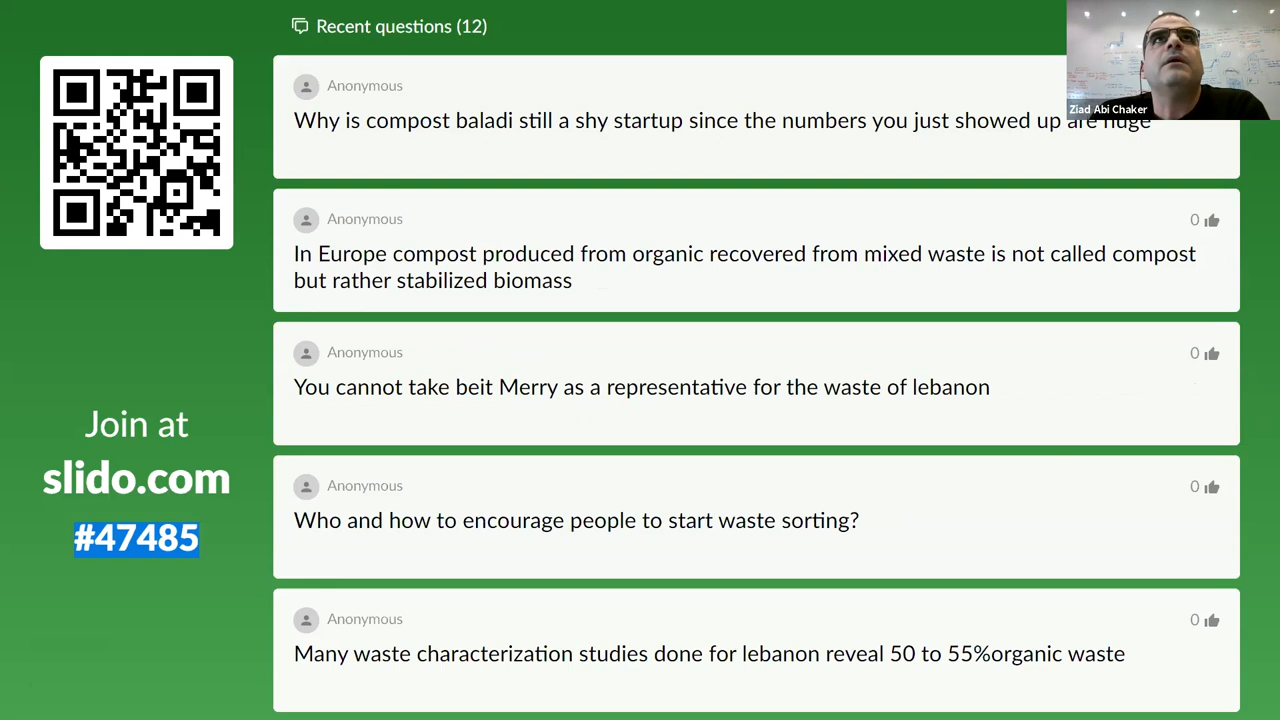 Recent questions (12)
Anonymous
Why is compost baladi still a shy startup since the numbers you just showed up are huge
Ziad Abi Chaker
Anonymous
0
In Europe compost produced from organic recovered from mixed waste is not called compost
but rather stabilized biomass
Anonymous
0
You cannot take beit Merry as a representative for the waste of lebanon
Join at
slido.com
#47485
Anonymous
0
Who and how to encourage people to start waste sorting?
Anonymous
0
Many waste characterization studies done for lebanon reveal 50 to 55%organic waste